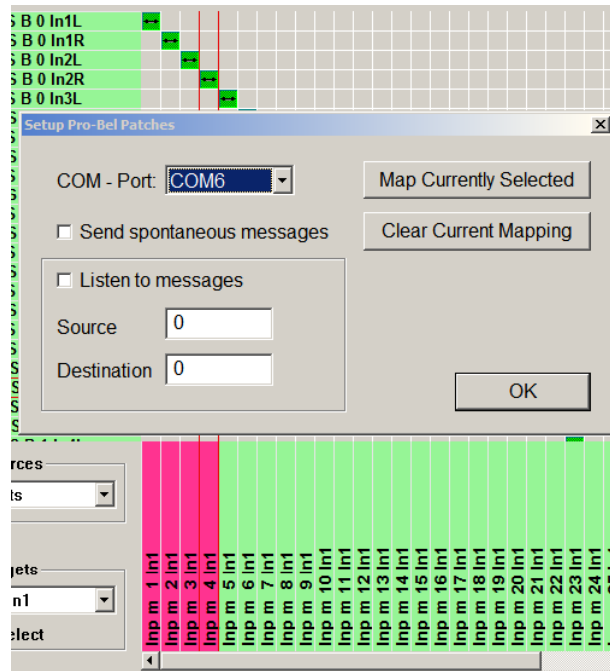 S B 0 In1L
S B 0 In1R
S B 0 In2L
S B 0 In2R
S B 0 In3L
Setup Pro-Bel Patches
COM - Port:
COM6
Map Currently Selected
Send spontaneous messages
Clear Current Mapping
Listen to messages
Source
0
Destination
0
OK
rces
ts
gets
n1
elect
Inp m 1 In1
Inp m 2 In1
Inp m 3 In1
Inp m 4 In1
Inp m 5 In1
Inp m 6 In1
Inp m 7 In1
Inp m 8 In1
Inp m 9 In1
Inp m 10 In1
Inp m 11 In1
Inp m 12 In1
Inp m 13 In1
Inp m 14 In1
Inp m 15 In1
Inp m 16 In1
Inp m 17 In1
Inp m 18 In1
Inp m 19 In1
Inp m 20 In1
Inp m 21 In1
Inp m 22 In1
Inp m 23 In1
Inp m 24 In1